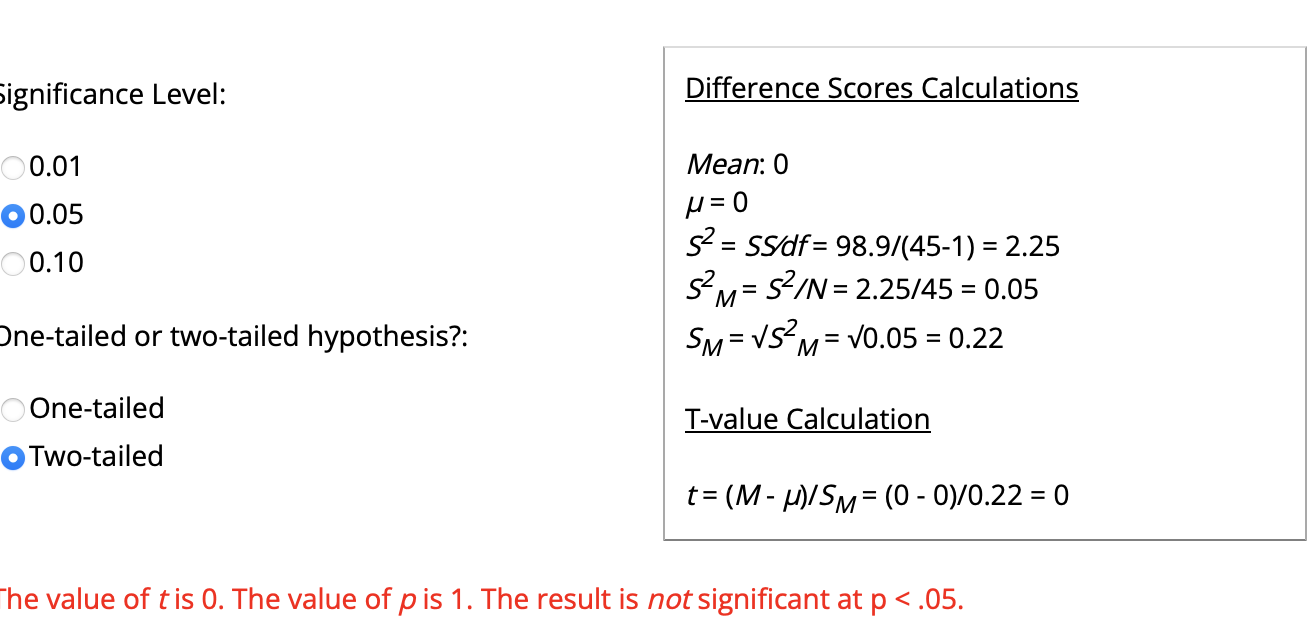 Significance Level:
0.01
0.05
0.10
One-tailed or two-tailed hypothesis?:
One-tailed
Two-tailed
Difference Scores Calculations
Mean: 0
μ = 0
S² = SS⁄df = 98.9/(45-1) = 2.25
S²M = S²/N = 2.25/45 = 0.05
SM = √S²M = √0.05 = 0.22
T-value Calculation
t = (M - μ)/SM = (0 - 0)/0.22 = 0
The value of t is 0. The value of p is 1. The result is not significant at p < .05.